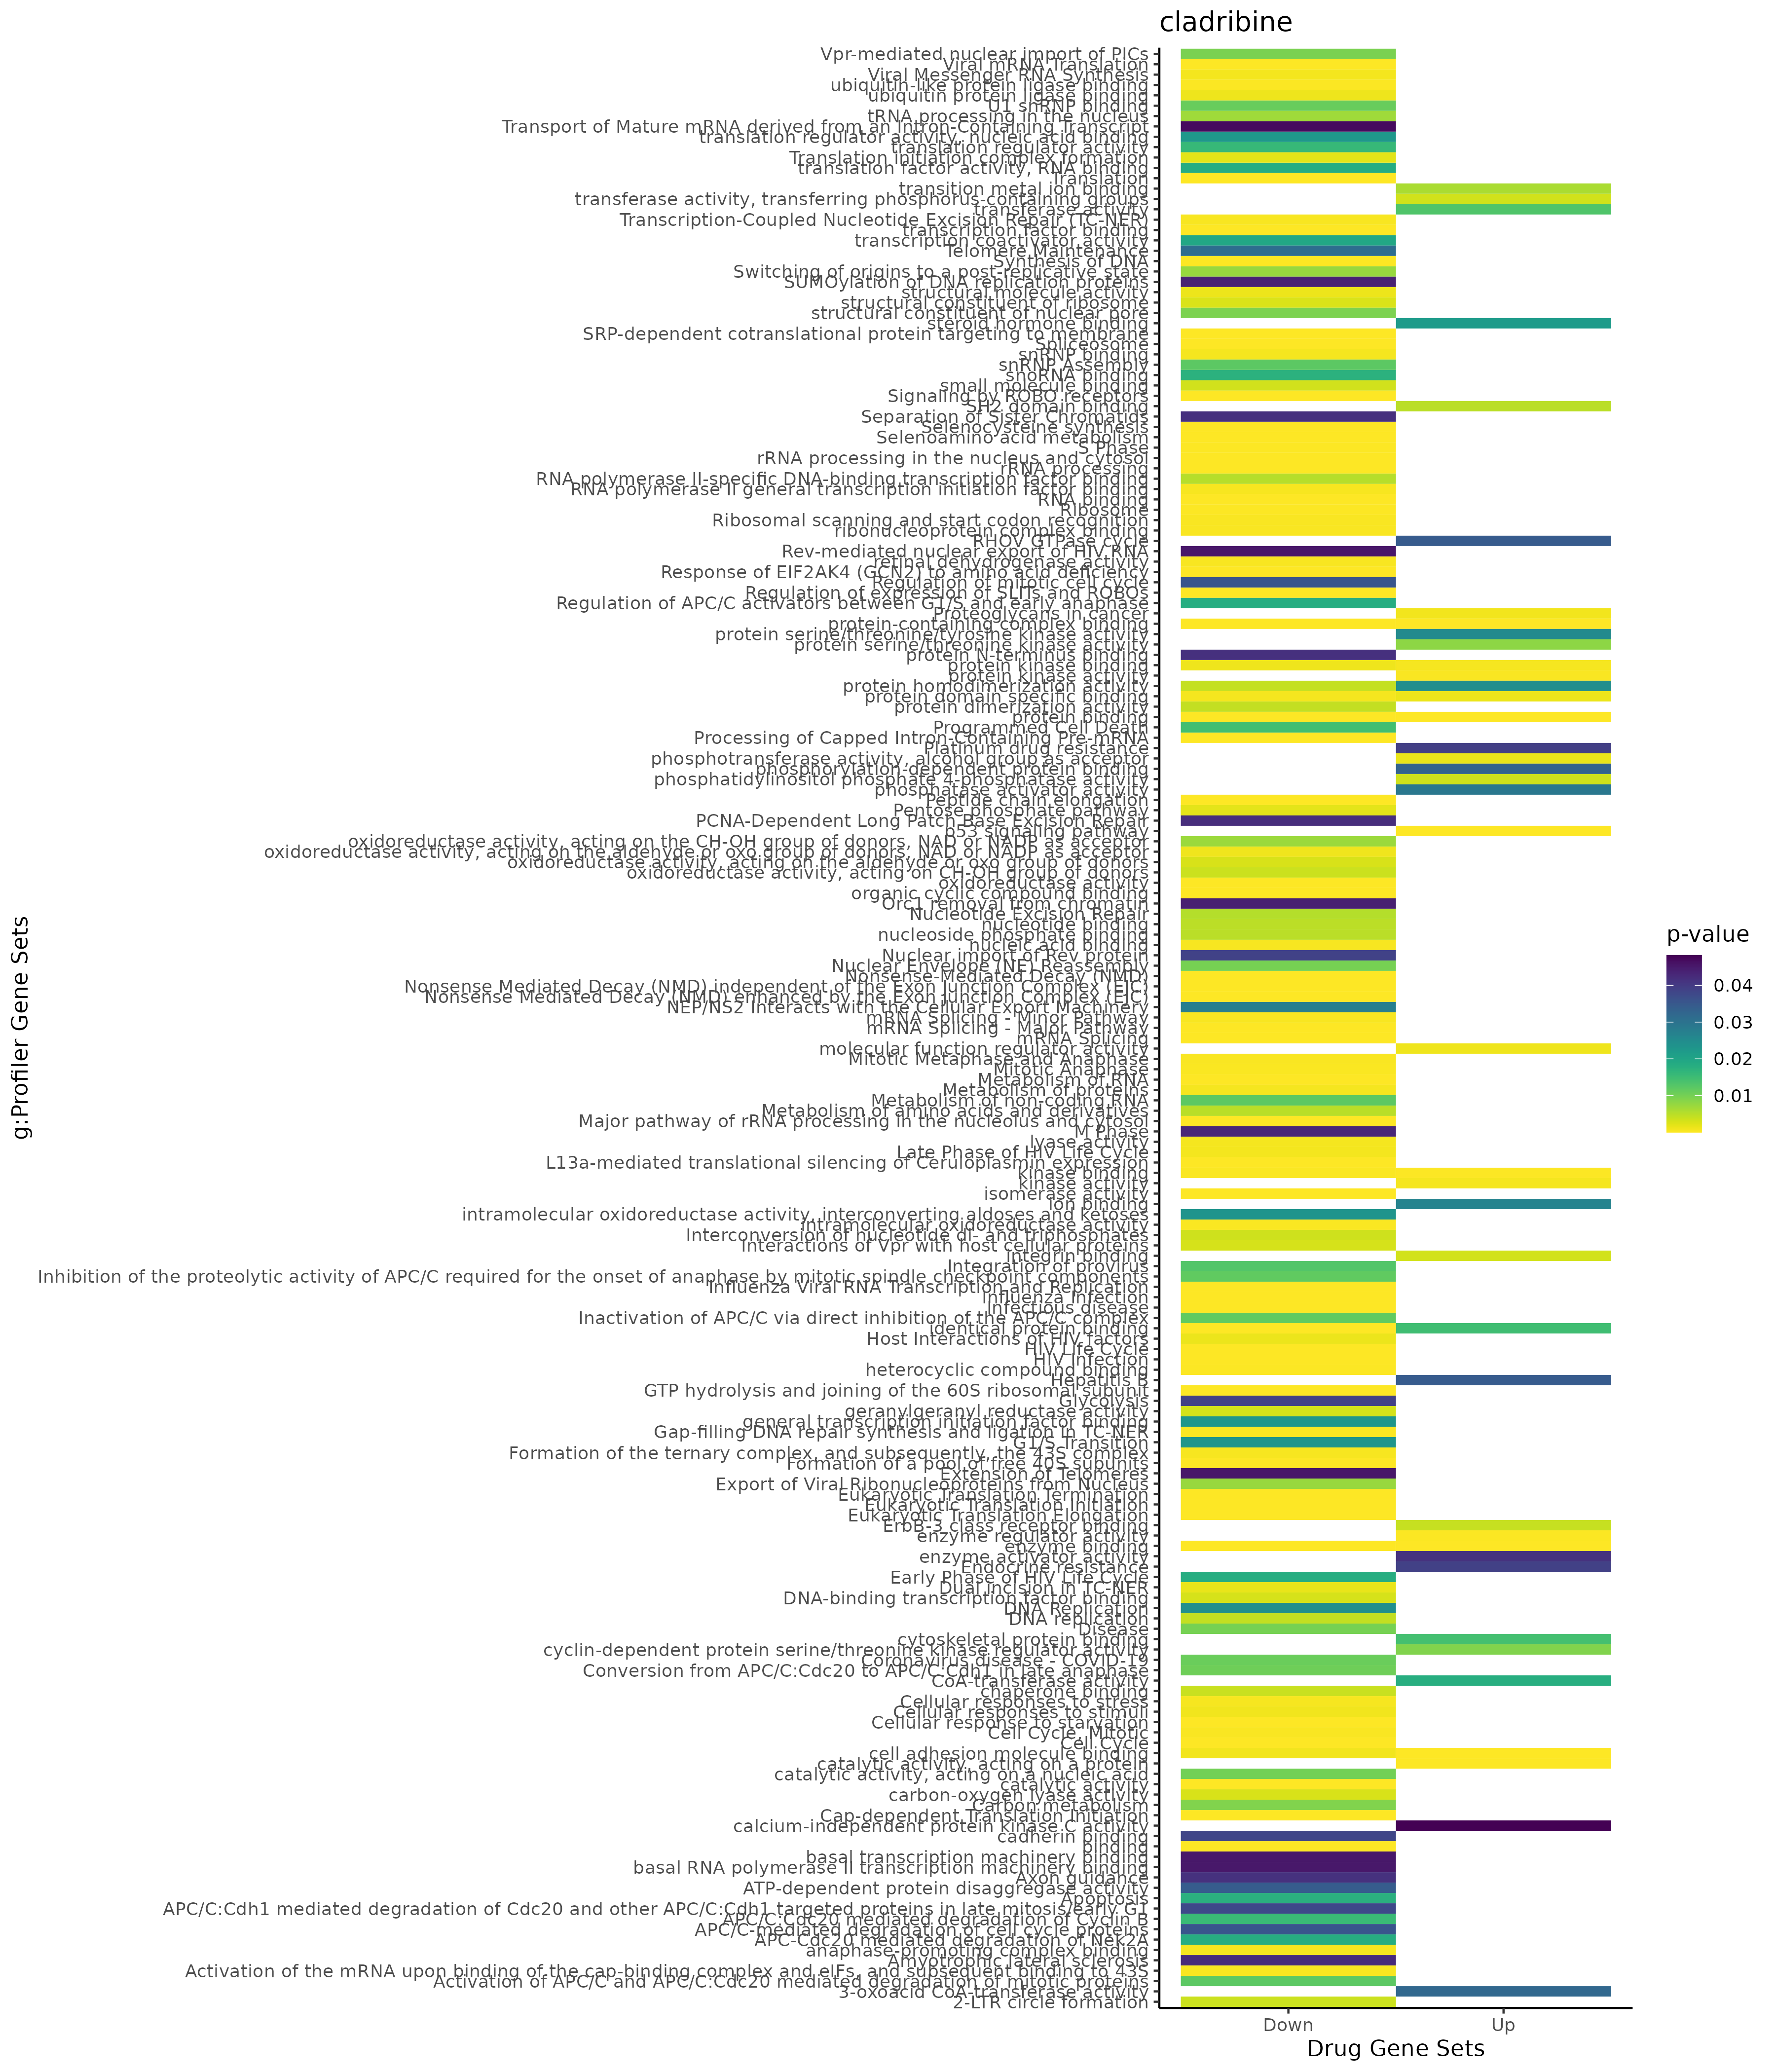 cladribine
Vpr-mediated nuclear import of PICs
Viral mRNA Translation
Viral Messenger RNA Synthesis
ubiquitin-like protein ligase binding
ubiquitin protein ligase binding
U1 snRNP binding
tRNA processing in the nucleus
Transport of Mature mRNA derived from an Intron-Containing Transcript
translation regulator activity, nucleic acid binding
translation regulator activity
Translation initiation complex formation
translation factor activity, RNA binding
Translation
transition metal ion binding
transferase activity, transferring phosphorus-containing groups
transferase activity
Transcription-Coupled Nucleotide Excision Repair (TC-NER)
transcription factor binding
transcription coactivator activity
Telomere Maintenance
Synthesis of DNA
Switching of origins to a post-replicative state
SUMOylation of DNA replication proteins
structural molecule activity
structural constituent of ribosome
structural constituent of nuclear pore
steroid hormone binding
SRP-dependent cotranslational protein targeting to membrane
Spliceosome
snRNP binding
snRNP Assembly
snoRNA binding
small molecule binding
Signaling by ROBO receptors
SH2 domain binding
Separation of Sister Chromatids
Selenocysteine synthesis
Selenoamino acid metabolism
S Phase
rRNA processing in the nucleus and cytosol
rRNA processing
RNA polymerase II-specific DNA-binding transcription factor binding
RNA polymerase II general transcription initiation factor binding
RNA binding
Ribosome
Ribosomal scanning and start codon recognition
ribonucleoprotein complex binding
RHOV GTPase cycle
Rev-mediated nuclear export of HIV RNA
retinal dehydrogenase activity
Response of EIF2AK4 (GCN2) to amino acid deficiency
Regulation of mitotic cell cycle
Regulation of expression of SLITs and ROBOs
Regulation of APC/C activators between G1/S and early anaphase
Proteoglycans in cancer
protein-containing complex binding
protein serine/threonine/tyrosine kinase activity
protein serine/threonine kinase activity
protein N-terminus binding
protein kinase binding
protein kinase activity
protein homodimerization activity
protein domain specific binding
protein dimerization activity
protein binding
Programmed Cell Death
Processing of Capped Intron-Containing Pre-mRNA
Platinum drug resistance
phosphotransferase activity, alcohol group as acceptor
phosphorylation-dependent protein binding
phosphatidylinositol phosphate 4-phosphatase activity
phosphatase activator activity
Peptide chain elongation
Pentose phosphate pathway
PCNA-Dependent Long Patch Base Excision Repair
p53 signaling pathway
oxidoreductase activity, acting on the CH-OH group of donors, NAD or NADP as acceptor
oxidoreductase activity, acting on the aldehyde or oxo group of donors, NAD or NADP as acceptor
oxidoreductase activity, acting on the aldehyde or oxo group of donors
oxidoreductase activity, acting on CH-OH group of donors
oxidoreductase activity
organic cyclic compound binding
Orc1 removal from chromatin
Nucleotide Excision Repair
nucleotide binding
nucleoside phosphate binding
nucleic acid binding
Nuclear import of Rev protein
Nuclear Envelope (NE) Reassembly
Nonsense-Mediated Decay (NMD)
Nonsense Mediated Decay (NMD) independent of the Exon Junction Complex (EJC)
Nonsense Mediated Decay (NMD) enhanced by the Exon Junction Complex (EJC)
NEP/NS2 Interacts with the Cellular Export Machinery
mRNA Splicing - Minor Pathway
mRNA Splicing - Major Pathway
mRNA Splicing
molecular function regulator activity
Mitotic Metaphase and Anaphase
Mitotic Anaphase
Metabolism of RNA
Metabolism of proteins
Metabolism of non-coding RNA
Metabolism of amino acids and derivatives
Major pathway of rRNA processing in the nucleolus and cytosol
M Phase
lyase activity
Late Phase of HIV Life Cycle
L13a-mediated translational silencing of Ceruloplasmin expression
kinase binding
kinase activity
isomerase activity
ion binding
intramolecular oxidoreductase activity, interconverting aldoses and ketoses
intramolecular oxidoreductase activity
Interconversion of nucleotide di- and triphosphates
Interactions of Vpr with host cellular proteins
integrin binding
Integration of provirus
Inhibition of the proteolytic activity of APC/C required for the onset of anaphase by mitotic spindle checkpoint components
Influenza Viral RNA Transcription and Replication
Influenza Infection
Infectious disease
Inactivation of APC/C via direct inhibition of the APC/C complex
identical protein binding
Host Interactions of HIV factors
HIV Life Cycle
HIV Infection
heterocyclic compound binding
Hepatitis B
GTP hydrolysis and joining of the 60S ribosomal subunit
Glycolysis
geranylgeranyl reductase activity
general transcription initiation factor binding
Gap-filling DNA repair synthesis and ligation in TC-NER
G1/S Transition
Formation of the ternary complex, and subsequently, the 43S complex
Formation of a pool of free 40S subunits
Extension of Telomeres
Export of Viral Ribonucleoproteins from Nucleus
Eukaryotic Translation Termination
Eukaryotic Translation Initiation
Eukaryotic Translation Elongation
ErbB-3 class receptor binding
enzyme regulator activity
enzyme binding
enzyme activator activity
Endocrine resistance
Early Phase of HIV Life Cycle
Dual incision in TC-NER
DNA-binding transcription factor binding
DNA Replication
DNA replication
Disease
cytoskeletal protein binding
cyclin-dependent protein serine/threonine kinase regulator activity
Coronavirus disease - COVID-19
Conversion from APC/C:Cdc20 to APC/C:Cdh1 in late anaphase
CoA-transferase activity
chaperone binding
Cellular responses to stress
Cellular responses to stimuli
Cellular response to starvation
Cell Cycle, Mitotic
Cell Cycle
cell adhesion molecule binding
catalytic activity, acting on a protein
catalytic activity, acting on a nucleic acid
catalytic activity
carbon-oxygen lyase activity
Carbon metabolism
Cap-dependent Translation Initiation
calcium-independent protein kinase C activity
cadherin binding
binding
basal transcription machinery binding
basal RNA polymerase II transcription machinery binding
Axon guidance
ATP-dependent protein disaggregase activity
Apoptosis
APC/C:Cdh1 mediated degradation of Cdc20 and other APC/C:Cdh1 targeted proteins in late mitosis/early G1
APC/C:Cdc20 mediated degradation of Cyclin B
APC/C-mediated degradation of cell cycle proteins
APC-Cdc20 mediated degradation of Nek2A
anaphase-promoting complex binding
Amyotrophic lateral sclerosis
Activation of the mRNA upon binding of the cap-binding complex and eIFs, and subsequent binding to 43S
Activation of APC/C and APC/C:Cdc20 mediated degradation of mitotic proteins
3-oxoacid CoA-transferase activity
2-LTR circle formation
g:Profiler Gene Sets
Down
Up
Drug Gene Sets
p-value
0.04
0.03
0.02
0.01